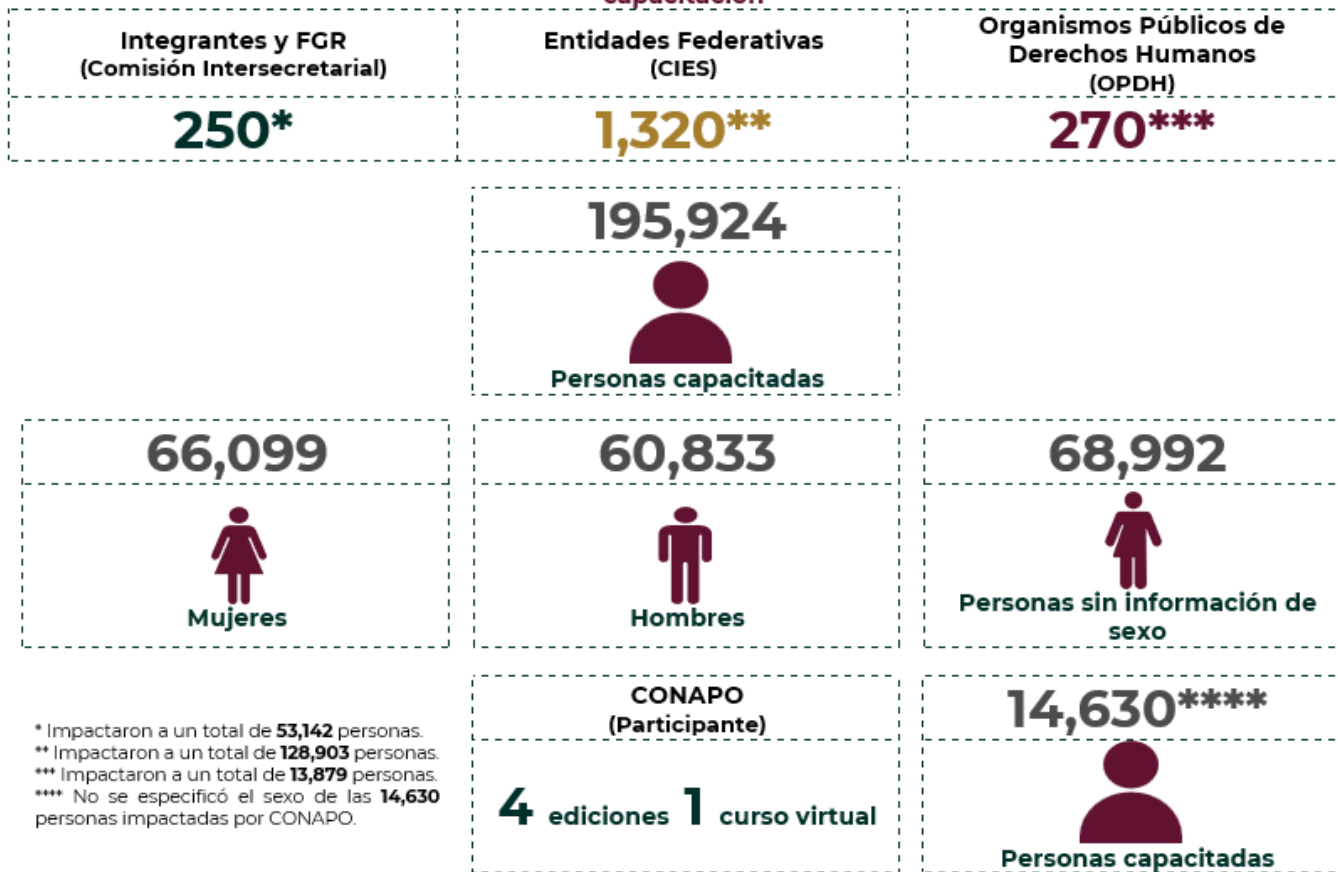 capacitación
Integrantes y FGR
(Comisión Intersecretarial)
Entidades Federativas
(CIES)
Organismos Públicos de
Derechos Humanos
(OPDH)
250*
1,320**
270***
195,924
Personas capacitadas
66,099
Mujeres
60,833
Hombres
68,992
Personas sin información de
sexo
* Impactaron a un total de 53,142 personas.
** Impactaron a un total de 128,903 personas.
*** Impactaron a un total de 13,879 personas.
**** No se especificó el sexo de las 14,630
personas impactadas por CONAPO.
CONAPO
(Participante)
4 ediciones 1 curso virtual
14,630****
Personas capacitadas